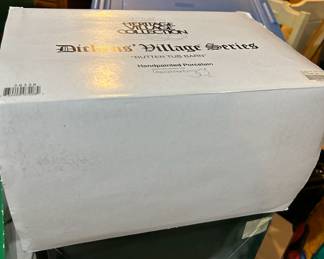 HERITAGE
VILLAGE
COLLECTION
Dickens' Village Series
"BUTTER TUB BARN"
Handpainted Porcelain